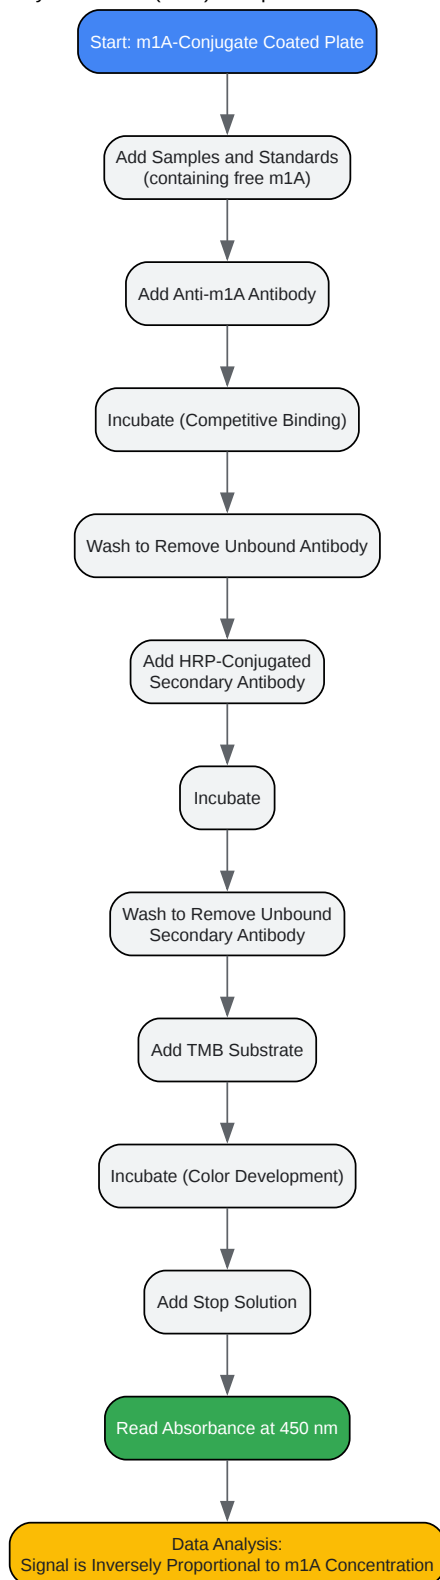 Start: m1A-Conjugate Coated Plate
Add Samples and Standards
(containing free m1A)
Add Anti-m1A Antibody
Incubate (Competitive Binding)
Wash to Remove Unbound Antibody
Add HRP-Conjugated
Secondary Antibody
Incubate
Wash to Remove Unbound
Secondary Antibody
Add TMB Substrate
Incubate (Color Development)
Add Stop Solution
Read Absorbance at 450 nm
Data Analysis:
Signal is Inversely Proportional to m1A Concentration